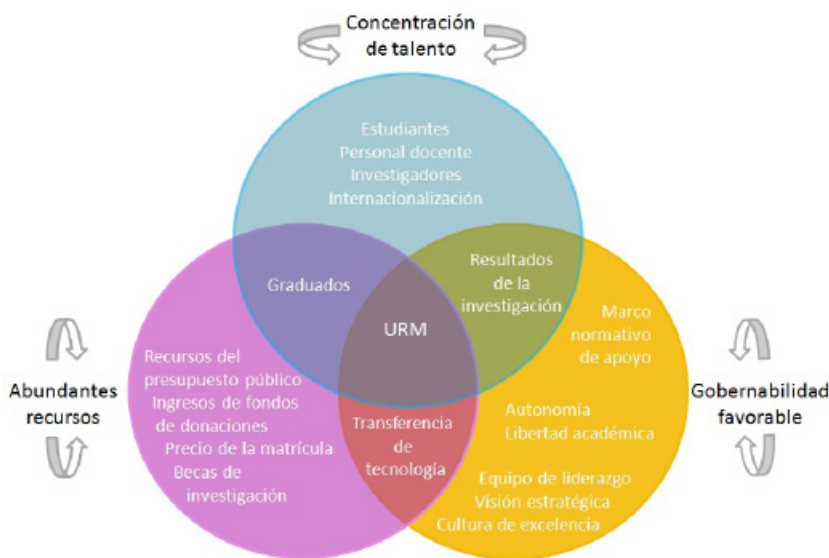 Concentración
de talento
Estudiantes
Personal docente
Investigadores
Internacionalización
Graduados
Resultados
de la
investigación
URM
Marco
normativo
de apoyo
Abundantes
recursos
Recursos del
presupuesto público
Ingresos de fondos
de donaciones
Precio de la matrícula
Becas de
investigación
Transferencia
de
tecnología
Autonomía
Libertad académica
Equipo de liderazgo
Visión estratégica
Cultura de excelencia
Gobernabilidad
favorable